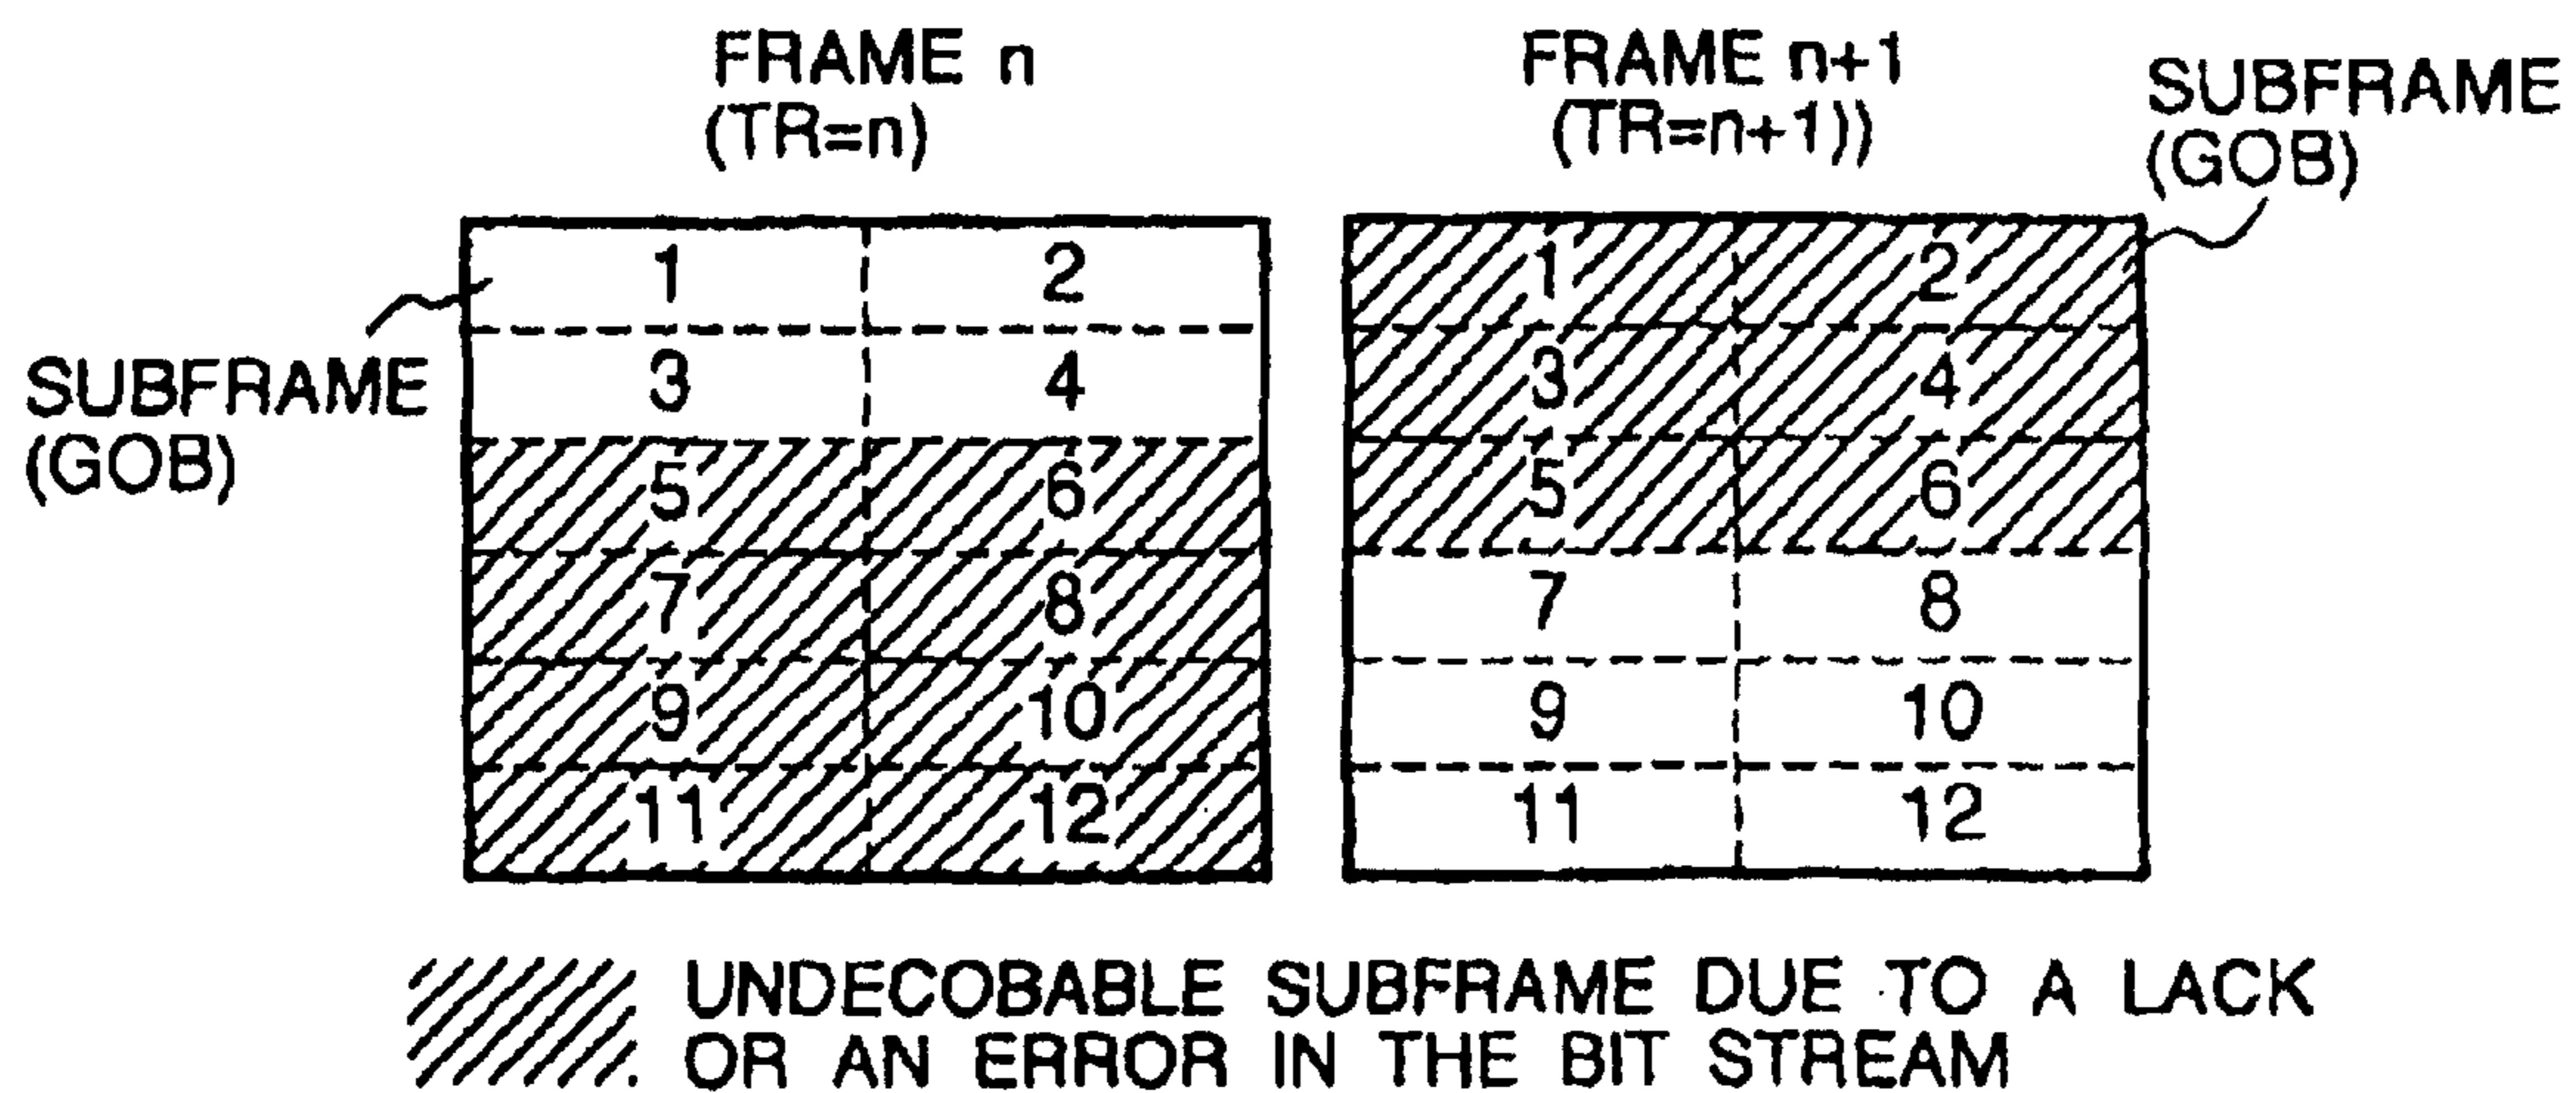 FRAME n
(TR=n)
FRAME n+1
(TR=n+1))
SUBFRAME
(GOB)
SUBFRAME
(GOB)
1 2
3 4
5 6
7 8
9 10
11 12
1 2
3 4
5 6
7 8
9 10
11 12
UNDECOBABLE SUBFRAME DUE TO A LACK
OR AN ERROR IN THE BIT STREAM